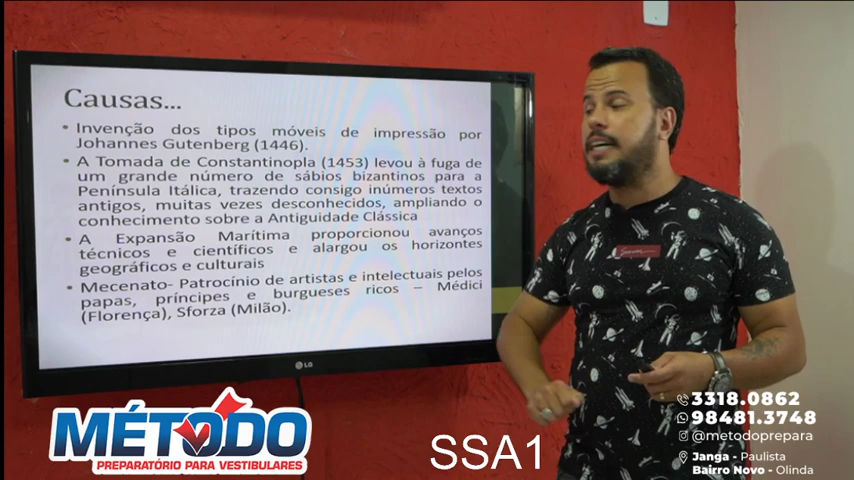 Causas...
• Invenção dos tipos móveis de impressão por
Johannes Gutenberg (1446).
• A Tomada de Constantinopla (1453) levou à fuga de
um grande número de sábios bizantinos para a
Península Itálica, trazendo consigo inúmeros textos
antigos, muitas vezes desconhecidos, ampliando o
conhecimento sobre a Antiguidade Clássica
• A Expansão Marítima proporcionou avanços
técnicos e científicos e alargou os horizontes
geográficos e culturais
• Mecenato- Patrocínio de artistas e intelectuais pelos
papas, príncipes e burgueses ricos – Médici
(Florença), Sforza (Milão).
LG
MÉTODO
PREPARATÓRIO PARA VESTIBULARES
SSA1
3318.0862
98481.3748
@metodoprepara
Janga - Paulista
Bairro Novo - Olinda